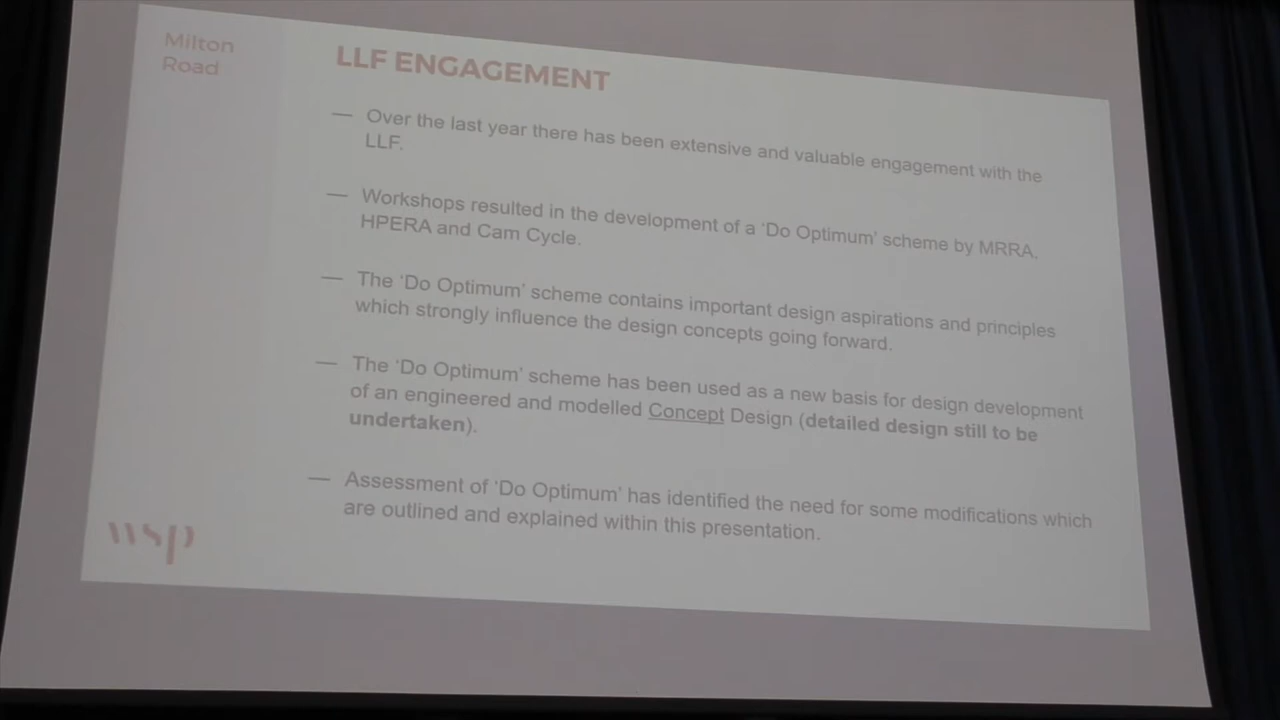 Milton
Road
LLF ENGAGEMENT
— Over the last year there has been extensive and valuable engagement with the
LLF.
— Workshops resulted in the development of a ‘Do Optimum’ scheme by MRRA,
HPERA and Cam Cycle.
— The ‘Do Optimum’ scheme contains important design aspirations and principles
which strongly influence the design concepts going forward.
— The ‘Do Optimum’ scheme has been used as a new basis for design development
of an engineered and modelled Concept Design (detailed design still to be
undertaken).
— Assessment of ‘Do Optimum’ has identified the need for some modifications which
are outlined and explained within this presentation.
wsp